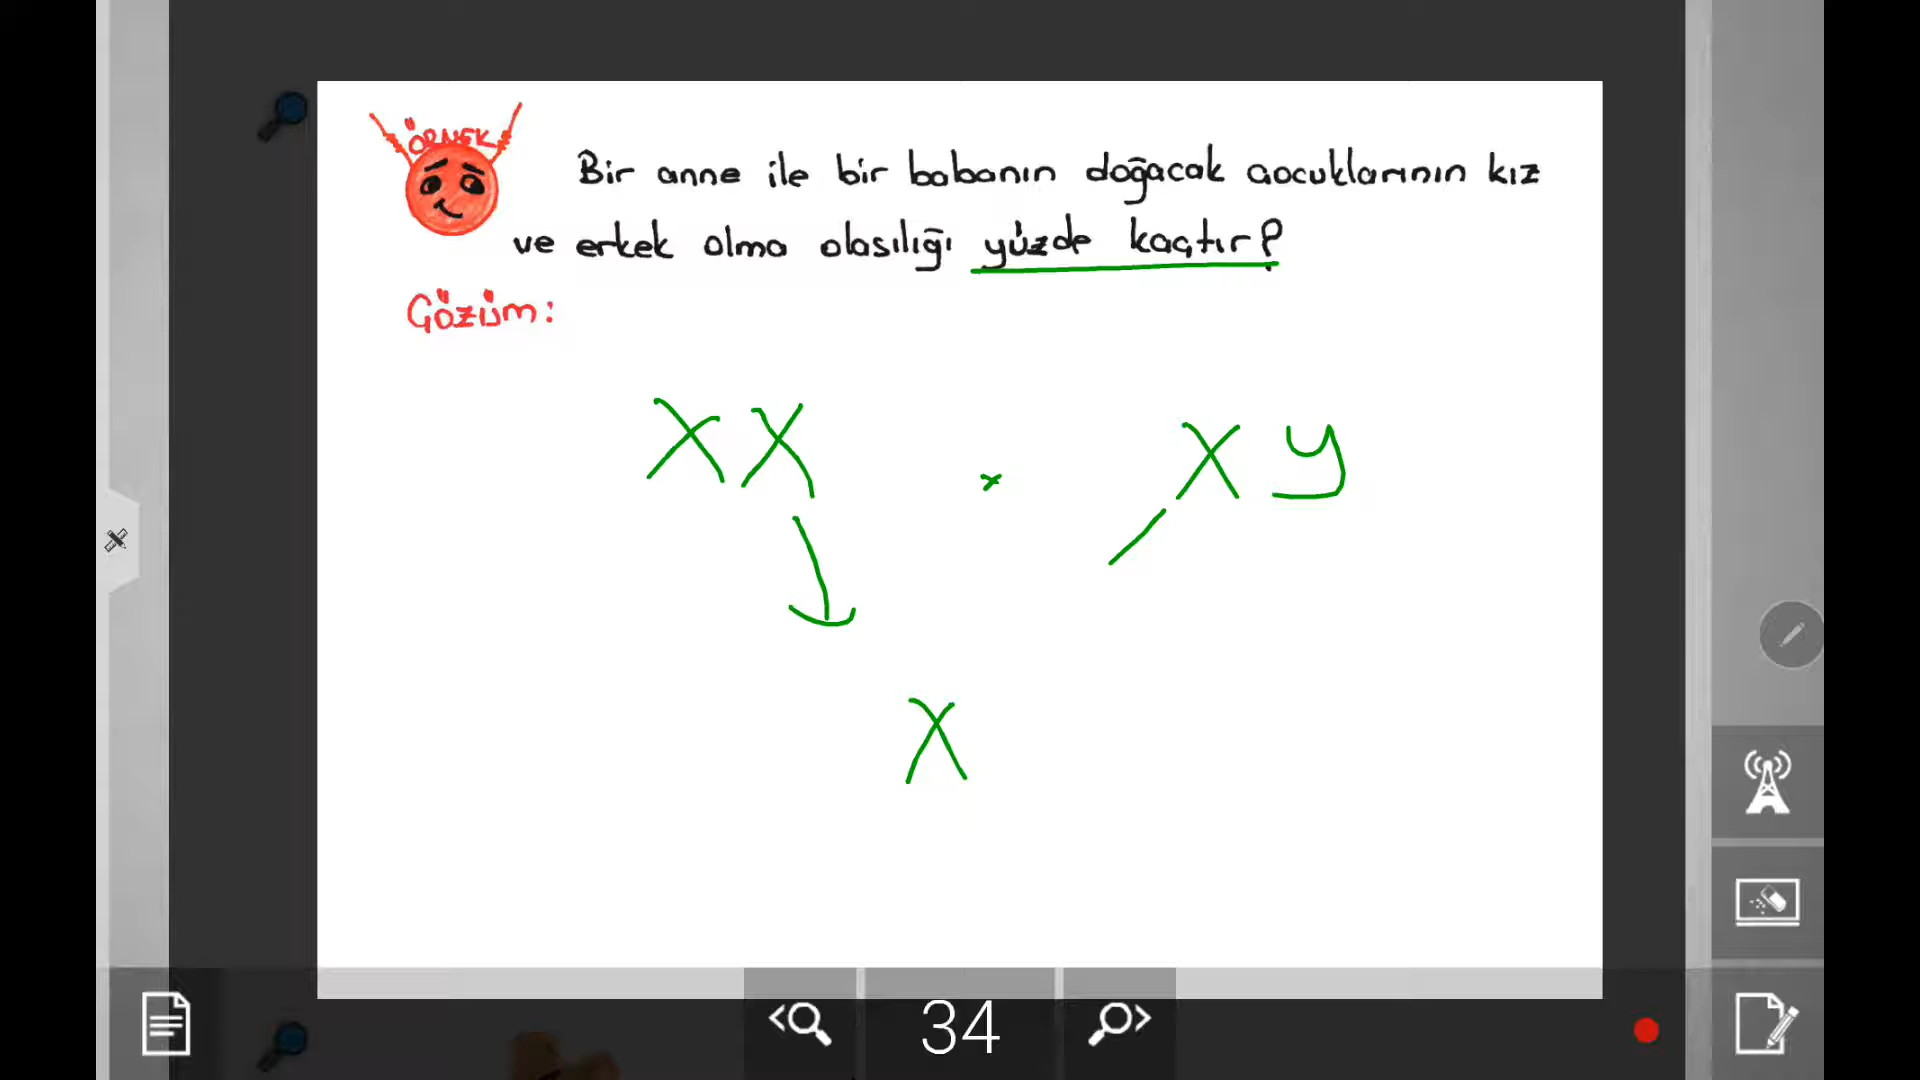 ÖRNEK
Bir anne ile bir babanın doğacak çocuklarının kız
ve erkek olma olasılığı yüzde kaçtır?
Çözüm:
XX × XY
X
34